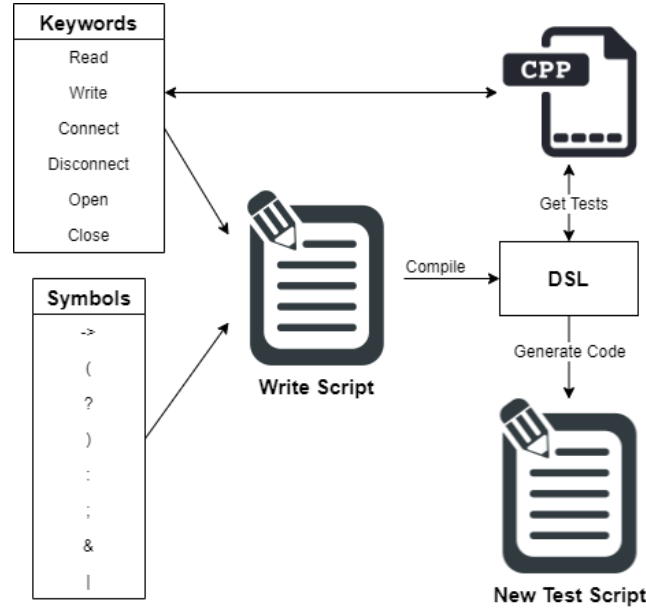 Keywords
Read
Write
Connect
Disconnect
Open
Close
CPP
Get Tests
Symbols
->
(
?
)
:
;
&
|
Write Script
Compile
DSL
Generate Code
New Test Script